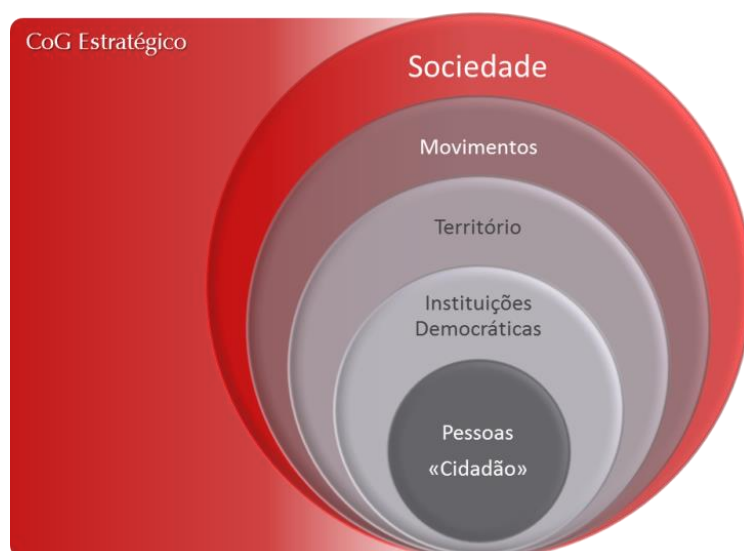 CoG Estratégico
Sociedade
Movimentos
Território
Instituições
Democráticas
Pessoas
«Cidadão»